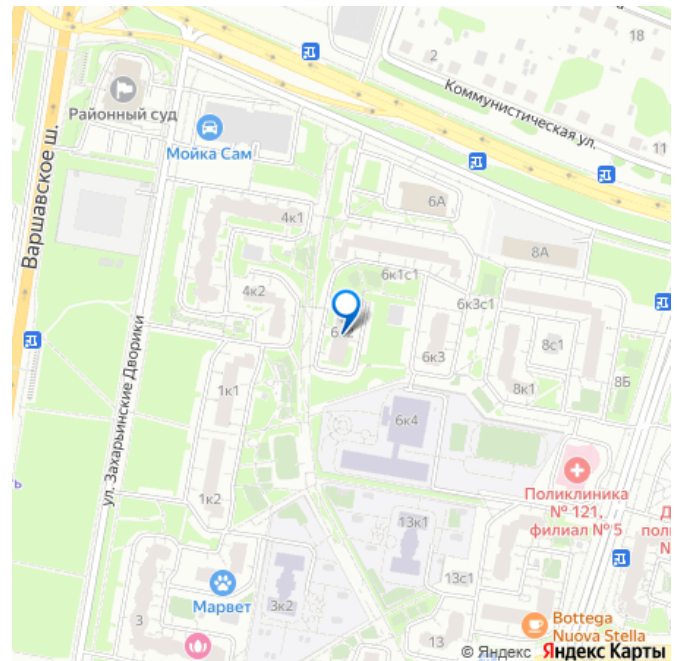 18
2
Коммунистическая ул.
11
Районный суд
Мойка Сам
Варшавское ш.
6А
4к1
8А
6к1с1
4к2
6к3с1
6к2
8с1
6к3
1к1
8к1
8Б
ул. Захарьинские Дворики
6к4
Поликлиника
№ 121,
филиал № 5
1к2
13к1
13с1
Марвет
3к2
3
13
Bottega
Nuova Stella
© Яндекс Яндекс Карты